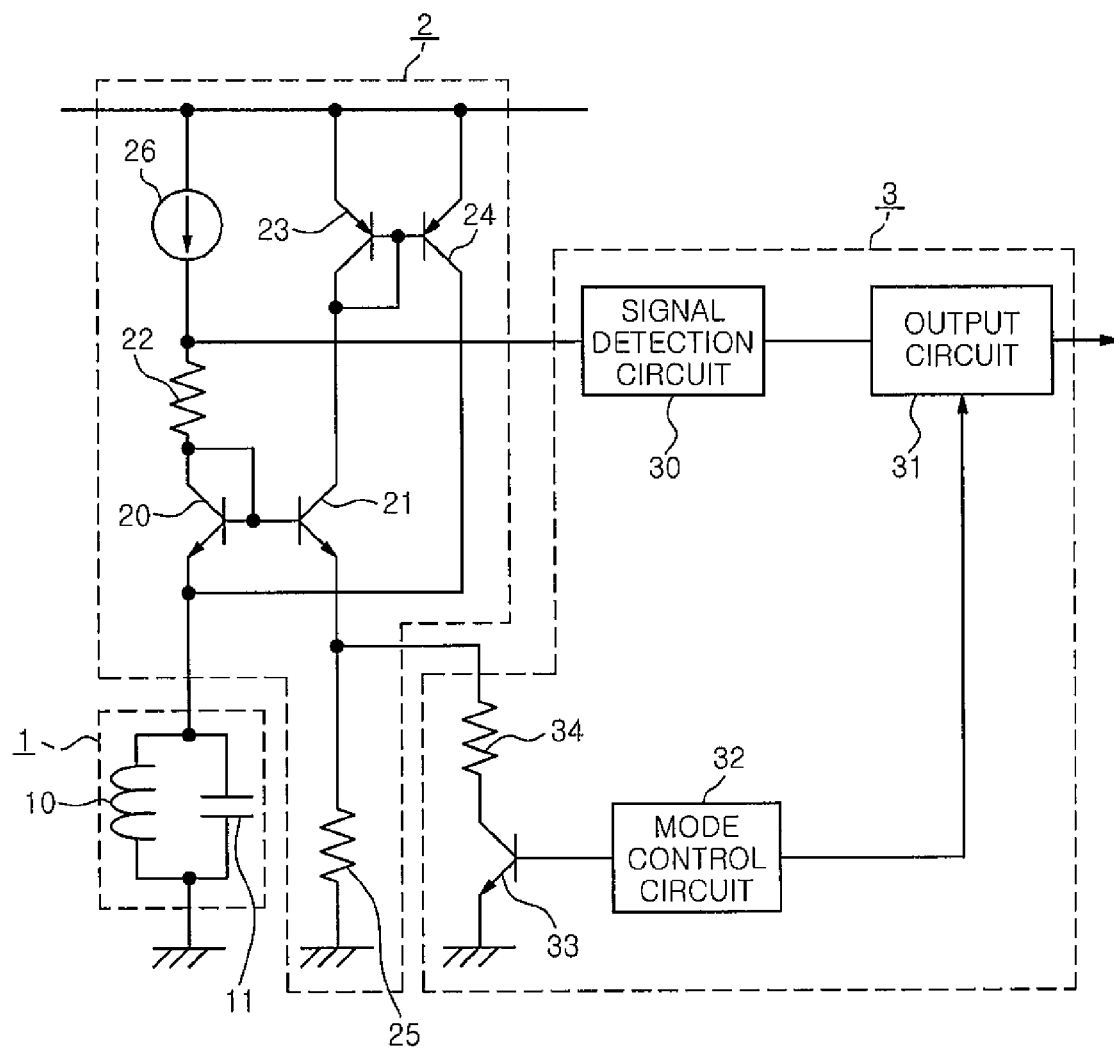 2
26
23
24
3
SIGNAL
DETECTION
CIRCUIT
OUTPUT
CIRCUIT
22
30
31
20
21
1
10
34
32
MODE
CONTROL
CIRCUIT
33
11
25